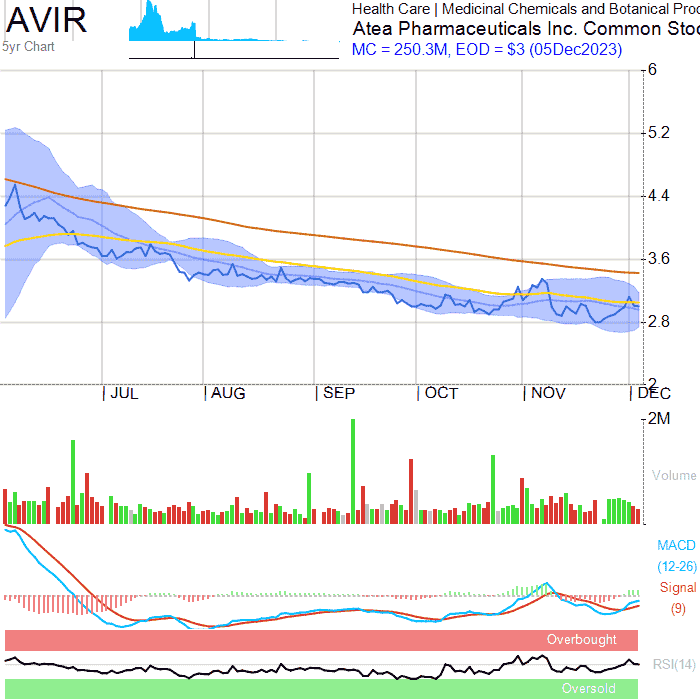 AVIR
5yr Chart
Health Care | Medicinal Chemicals and Botanical Proc
Atea Pharmaceuticals Inc. Common Stoc
MC = 250.3M, EOD = $3 (05Dec2023)
6
5.2
4.4
3.6
2.8
2
JUL
AUG
SEP
OCT
NOV
DEC
2M
Volume
MACD
(12-26)
Signal
(9)
Overbought
RSI(14)
Oversold